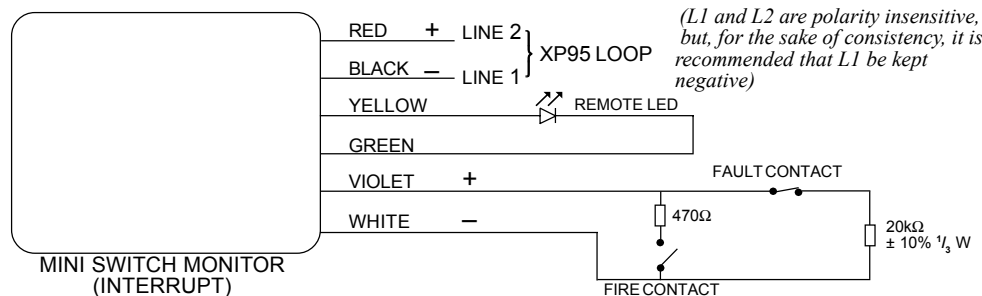 RED + LINE 2
BLACK – LINE 1
XP95 LOOP
(L1 and L2 are polarity insensitive,
but, for the sake of consistency, it is
recommended that L1 be kept
negative)
YELLOW
REMOTE LED
GREEN
VIOLET +
FAULT CONTACT
WHITE –
470Ω
20kΩ
± 10% 1/3 W
FIRE CONTACT
MINI SWITCH MONITOR
(INTERRUPT)